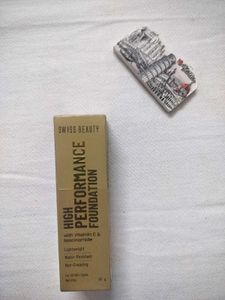 SWISS BEAUTY
HIGH
PERFORMANCE
FOUNDATION
with Vitamin C &
Niacinamide
Lightweight
Water-Resistant
Non-Creasing